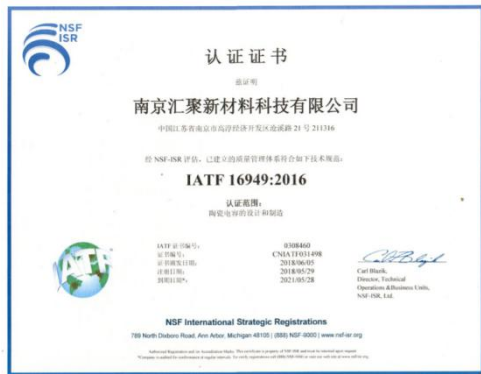 NSF
ISR
认证证书
兹证明
南京汇聚新材料科技有限公司
中国江苏省南京市高淳经济开发区沧溪路 21 号 211316
经 NSF-ISR 评估，已建立的质量管理体系符合如下技术规范：
IATF 16949:2016
认证范围：
陶瓷电容的设计和制造
IATF 证书编号： 0308460
证书编号： CNIATF031498
证书颁发日期： 2018/06/05
注册日期： 2018/05/29
到期日期*： 2021/05/28
IATF
Carl Blazik,
Director, Technical
Operations &Business Units,
NSF-ISR, Ltd.
NSF International Strategic Registrations
789 North Dixboro Road, Ann Arbor, Michigan 48105 | (888) NSF-9000 | www.nsf-isr.org